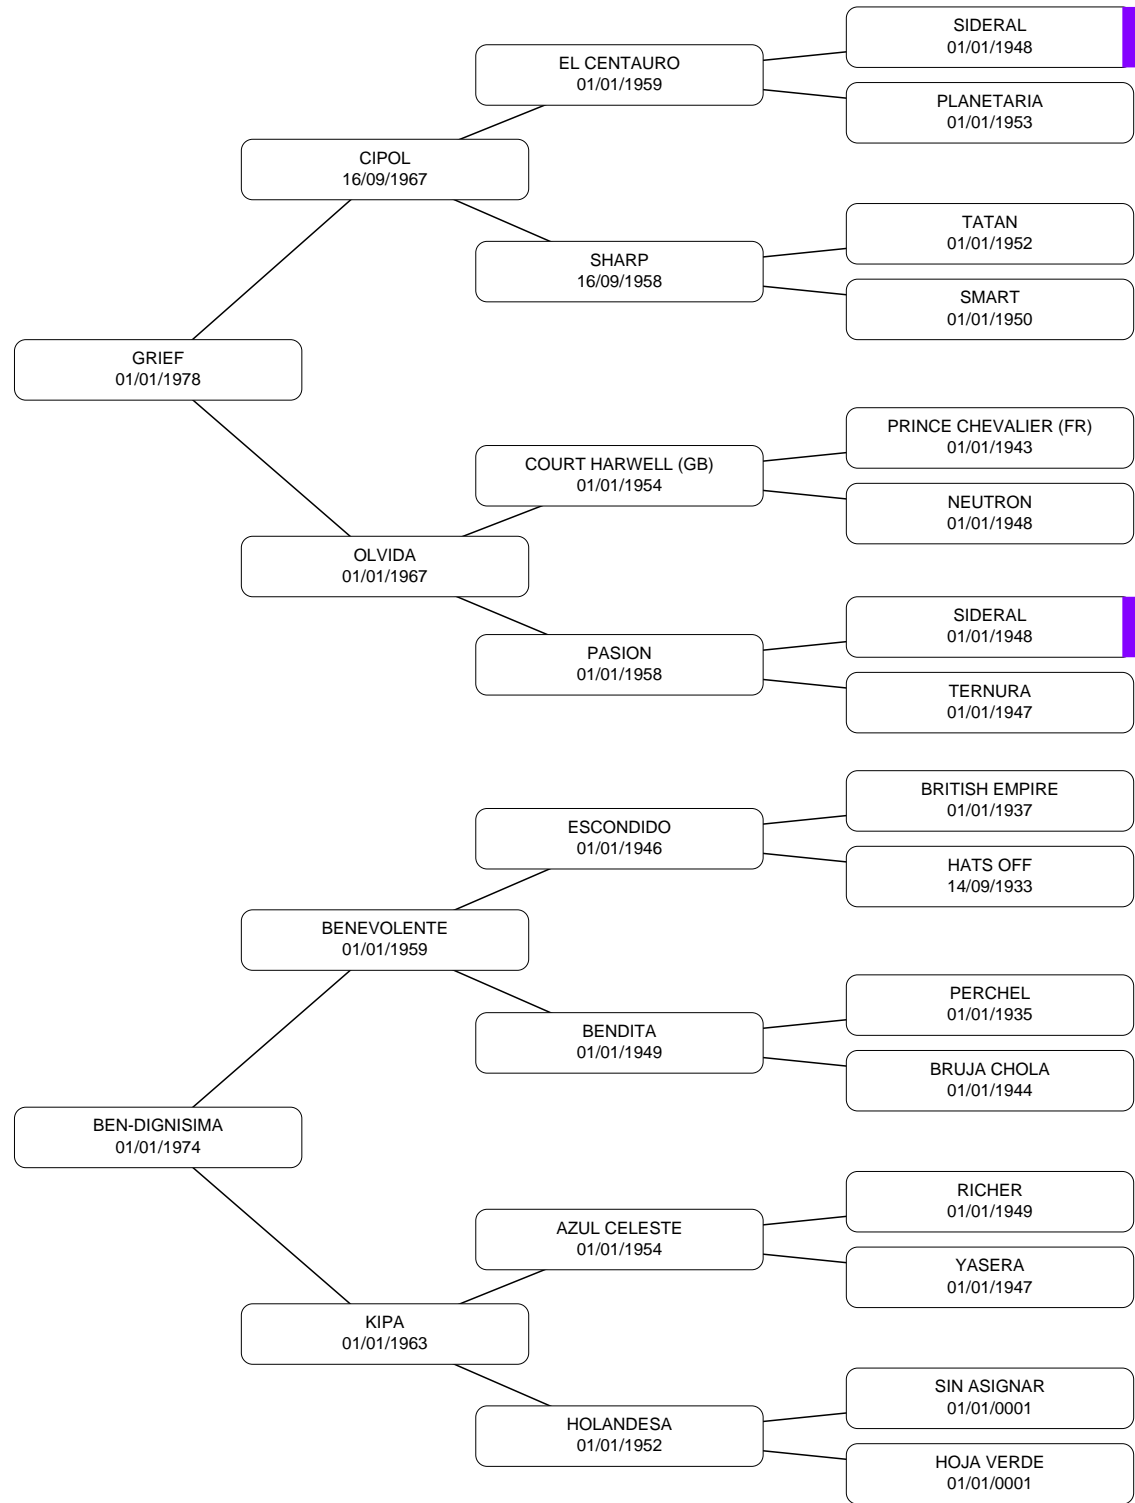 SIDERAL
01/01/1948
EL CENTAURO
01/01/1959
PLANETARIA
01/01/1953
CIPOL
16/09/1967
TATAN
01/01/1952
SHARP
16/09/1958
SMART
01/01/1950
GRIEF
01/01/1978
PRINCE CHEVALIER (FR)
01/01/1943
COURT HARWELL (GB)
01/01/1954
NEUTRON
01/01/1948
OLVIDA
01/01/1967
SIDERAL
01/01/1948
PASION
01/01/1958
TERNURA
01/01/1947
BRITISH EMPIRE
01/01/1937
ESCONDIDO
01/01/1946
HATS OFF
14/09/1933
BENEVOLENTE
01/01/1959
PERCHEL
01/01/1935
BENDITA
01/01/1949
BRUJA CHOLA
01/01/1944
BEN-DIGNISIMA
01/01/1974
RICHER
01/01/1949
AZUL CELESTE
01/01/1954
YASERA
01/01/1947
KIPA
01/01/1963
SIN ASIGNAR
01/01/0001
HOLANDESA
01/01/1952
HOJA VERDE
01/01/0001